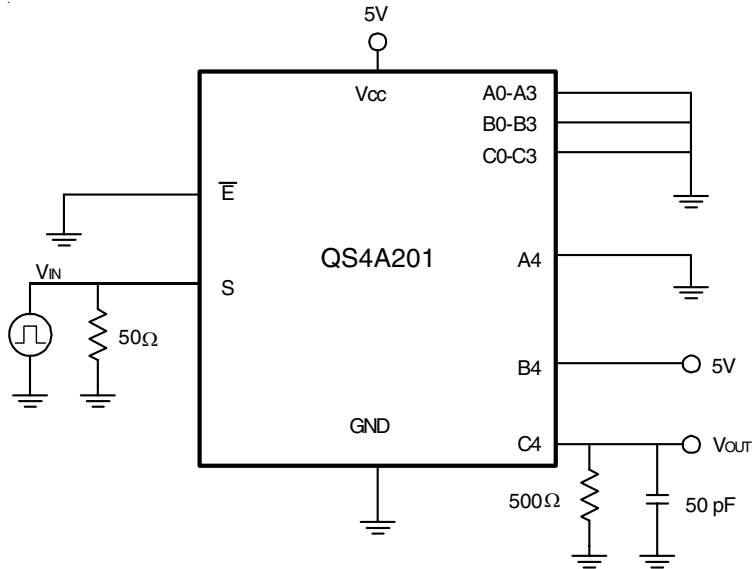 5V
Vcc
A0-A3
B0-B3
C0-C3
E̅
QS4A201
A4
VIN
S
50Ω
B4
5V
GND
C4
VOUT
500Ω
50 pF